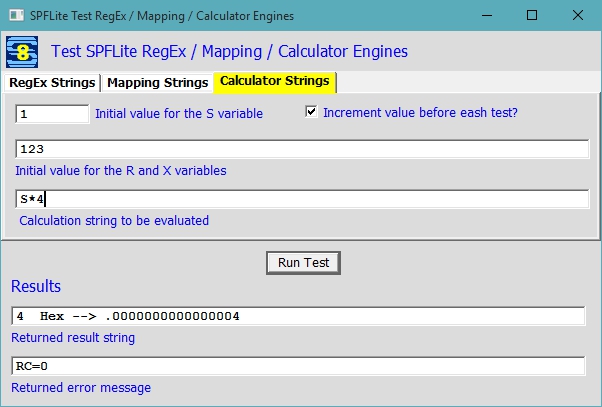 SPFLite Test RegEx / Mapping / Calculator Engines
8 Test SPFLite RegEx / Mapping / Calculator Engines
RegEx Strings Mapping Strings Calculator Strings
1 Initial value for the S variable Increment value before eash test?
123
Initial value for the R and X variables
S*4
Calculation string to be evaluated
Run Test
Results
4 Hex --> .0000000000000004
Returned result string
RC=0
Returned error message